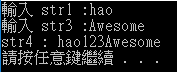 輸入 str1 :hao
輸入 str3 :Awesome
str4 : hao123Awesome
請按任意鍵繼續 . . .